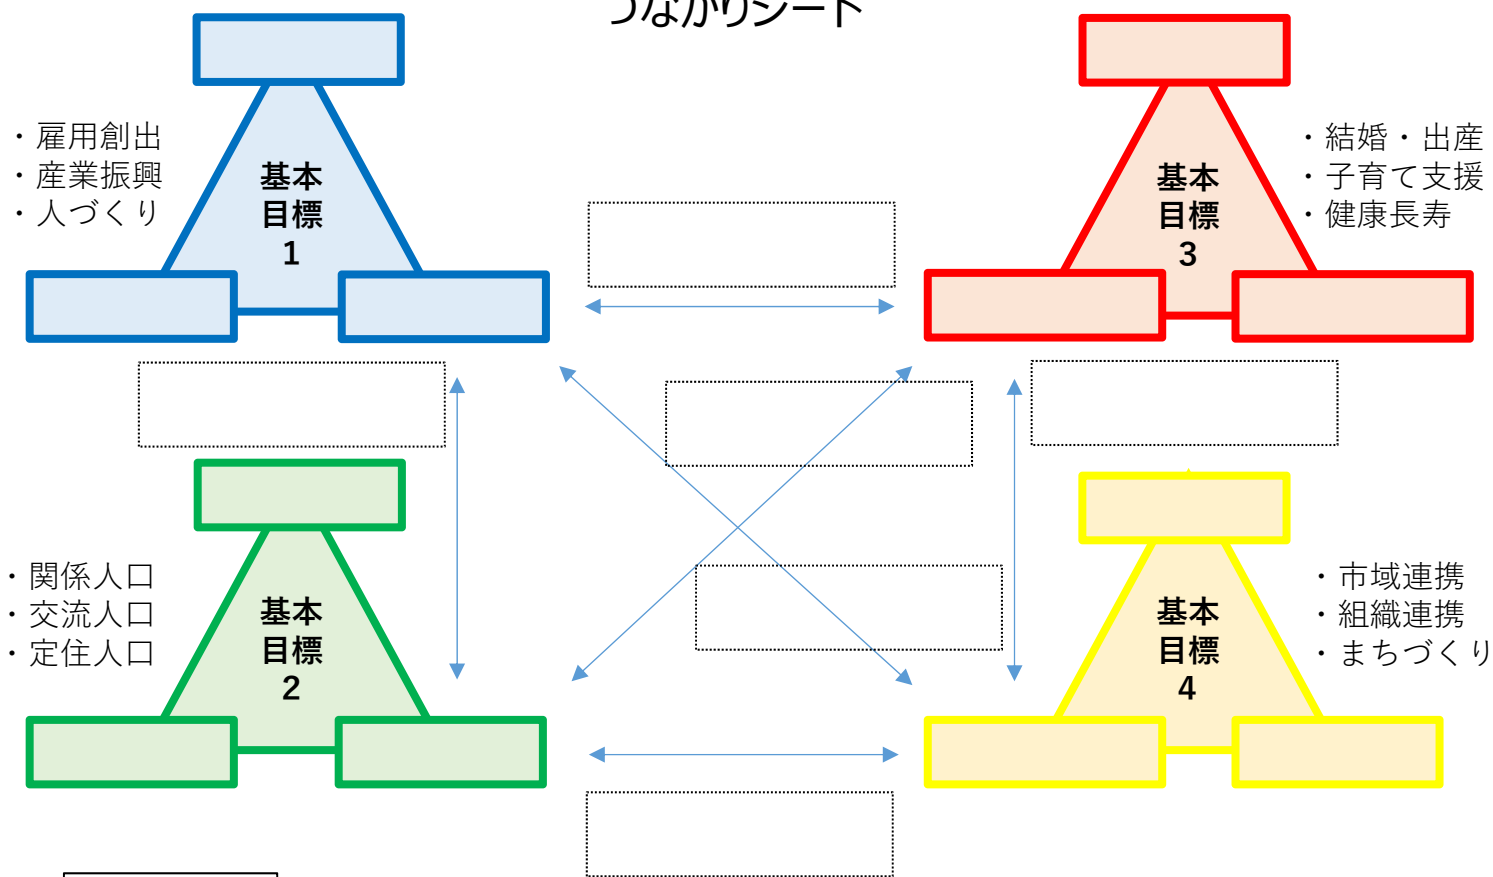 つながりシート
・雇用創出
・産業振興
・人づくり
基本
目標
1
・結婚・出産
・子育て支援
・健康長寿
基本
目標
3
・関係人口
・交流人口
・定住人口
基本
目標
2
・市域連携
・組織連携
・まちづくり
基本
目標
4